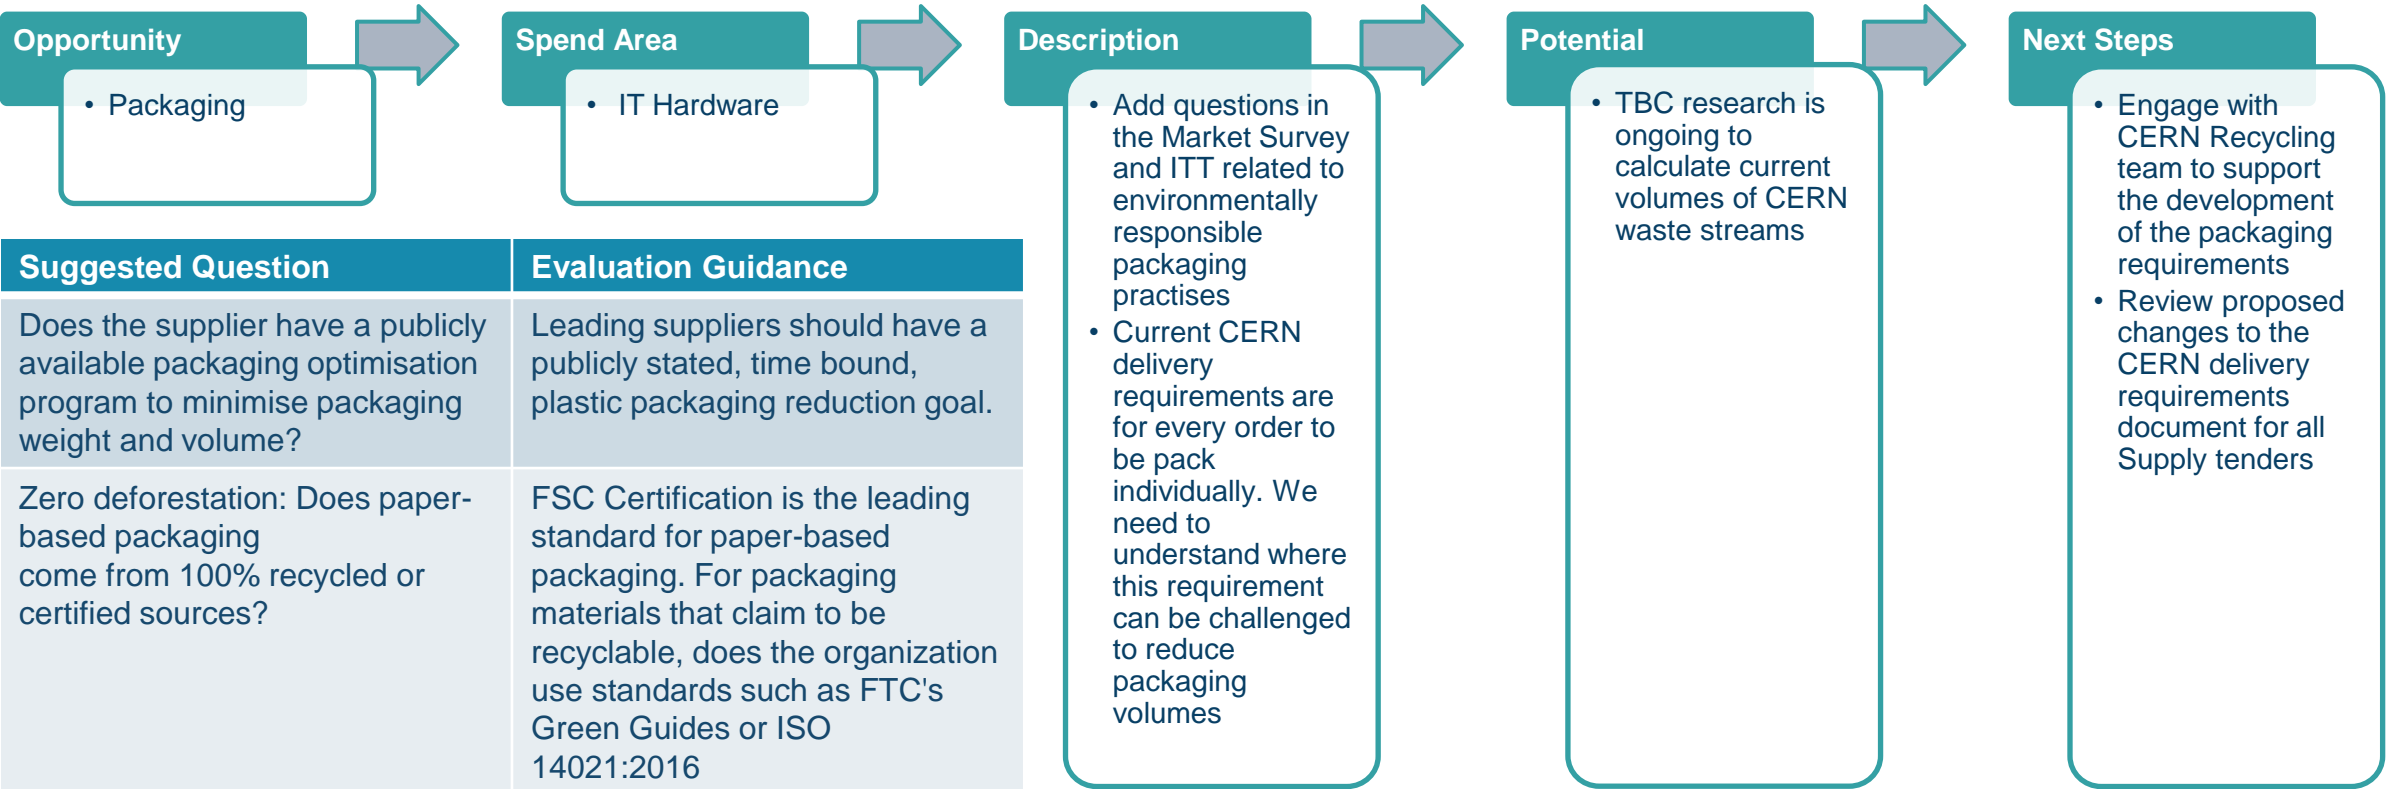 Opportunity
• Packaging
Spend Area
• IT Hardware
Description
• Add questions in
the Market Survey
and ITT related to
environmentally
responsible
packaging
practises
• Current CERN
delivery
requirements are
for every order to
be pack
individually. We
need to
understand where
this requirement
can be challenged
to reduce
packaging
volumes
Potential
• TBC research is
ongoing to
calculate current
volumes of CERN
waste streams
Next Steps
• Engage with
CERN Recycling
team to support
the development
of the packaging
requirements
• Review proposed
changes to the
CERN delivery
requirements
document for all
Supply tenders
Suggested Question
Evaluation Guidance
Does the supplier have a publicly
available packaging optimisation
program to minimise packaging
weight and volume?
Leading suppliers should have a
publicly stated, time bound,
plastic packaging reduction goal.
Zero deforestation: Does paper-
based packaging
come from 100% recycled or
certified sources?
FSC Certification is the leading
standard for paper-based
packaging. For packaging
materials that claim to be
recyclable, does the organization
use standards such as FTC's
Green Guides or ISO
14021:2016